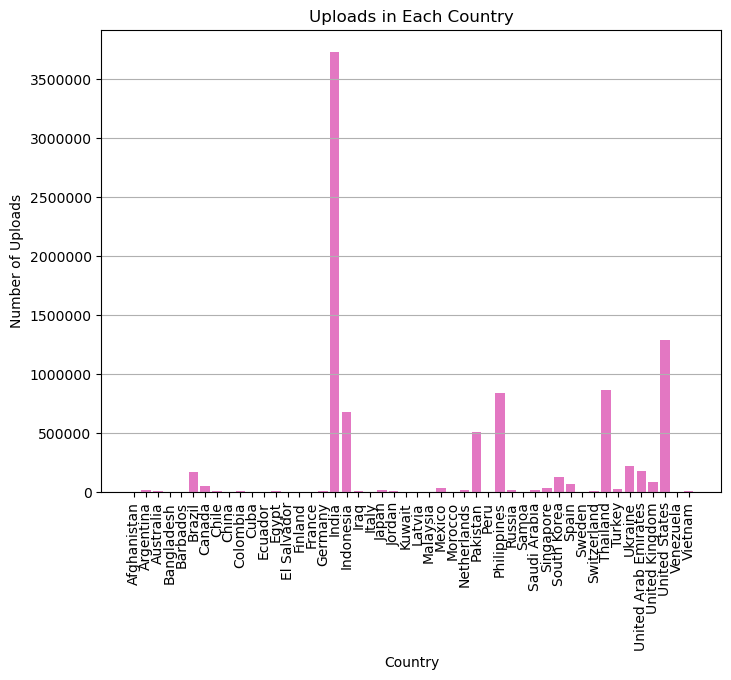 Uploads in Each Country
Number of Uploads
3500000
3000000
2500000
2000000
1500000
1000000
500000
0
Afghanistan
Argentina
Australia
Bangladesh
Barbados
Brazil
Canada
Chile
China
Colombia
Cuba
Ecuador
Egypt
El Salvador
Finland
France
Germany
India
Indonesia
Iraq
Italy
Japan
Jordan
Kuwait
Latvia
Malaysia
Mexico
Morocco
Netherlands
Pakistan
Peru
Philippines
Russia
Samoa
Saudi Arabia
Singapore
South Korea
Spain
Sweden
Switzerland
Thailand
Turkey
Ukraine
United Arab Emirates
United Kingdom
United States
Venezuela
Vietnam
Country